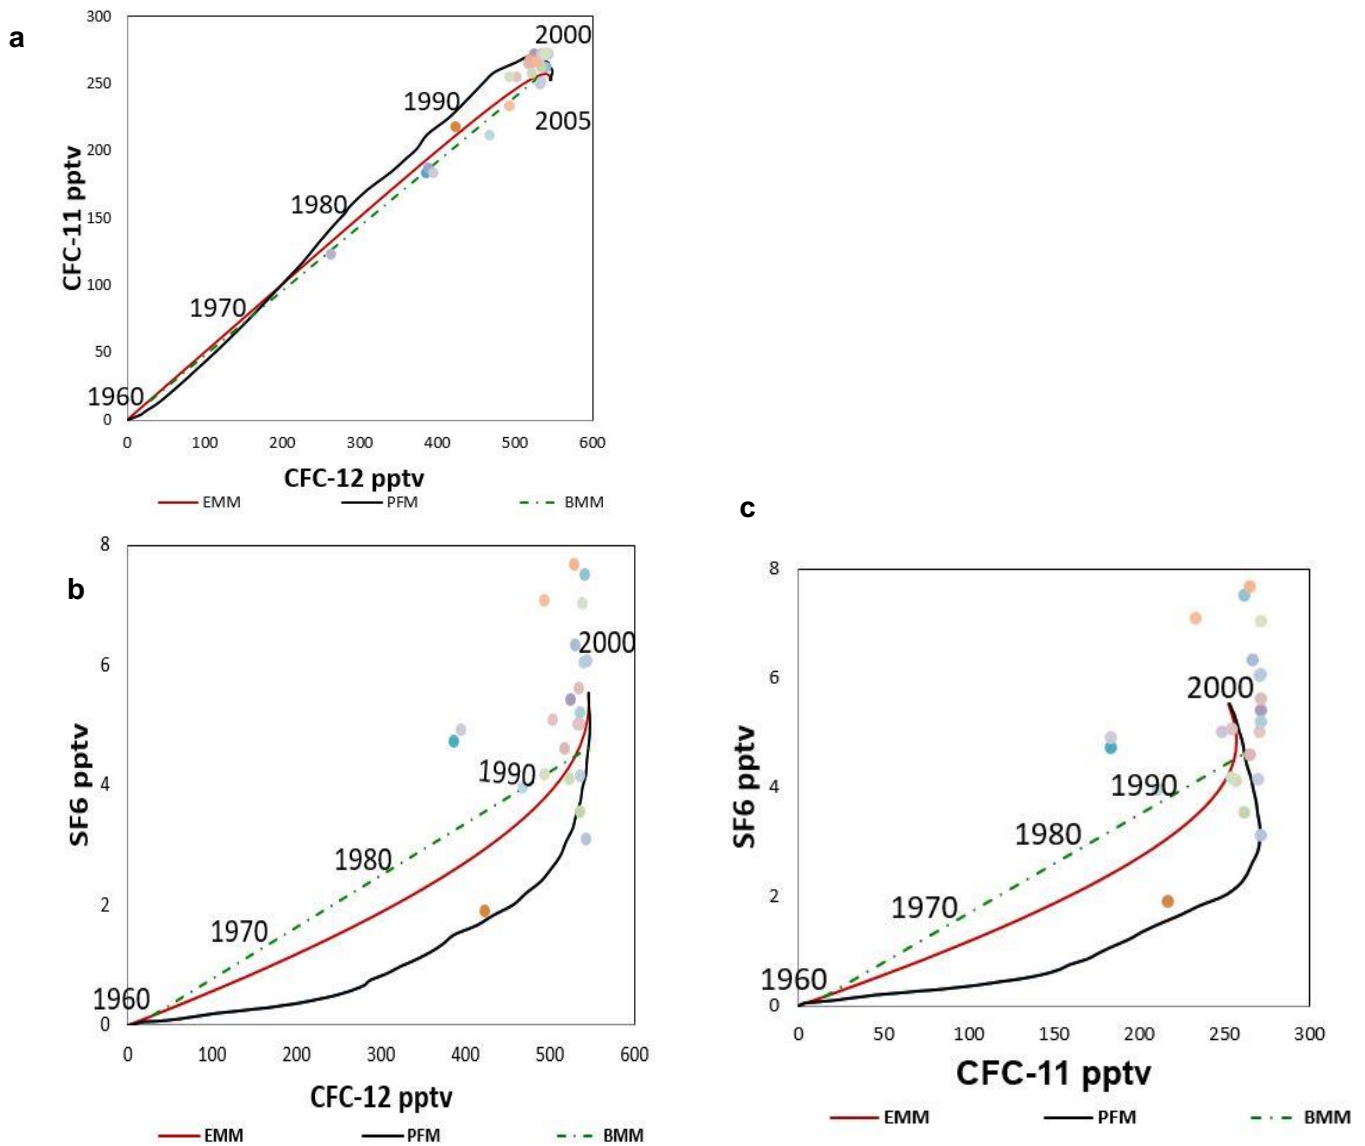 a
300
250
200
150
100
50
0
CFC-11 pptv
1960
1970
1980
1990
2000
2005
0 100 200 300 400 500 600
CFC-12 pptv
EMM PFM BMM
b
8
6
4
2
0
SF6 pptv
1960
1970
1980
1990
2000
0 100 200 300 400 500 600
CFC-12 pptv
EMM PFM BMM
c
8
6
4
2
0
SF6 pptv
1960
1970
1980
1990
2000
0 50 100 150 200 250 300
CFC-11 pptv
EMM PFM BMM